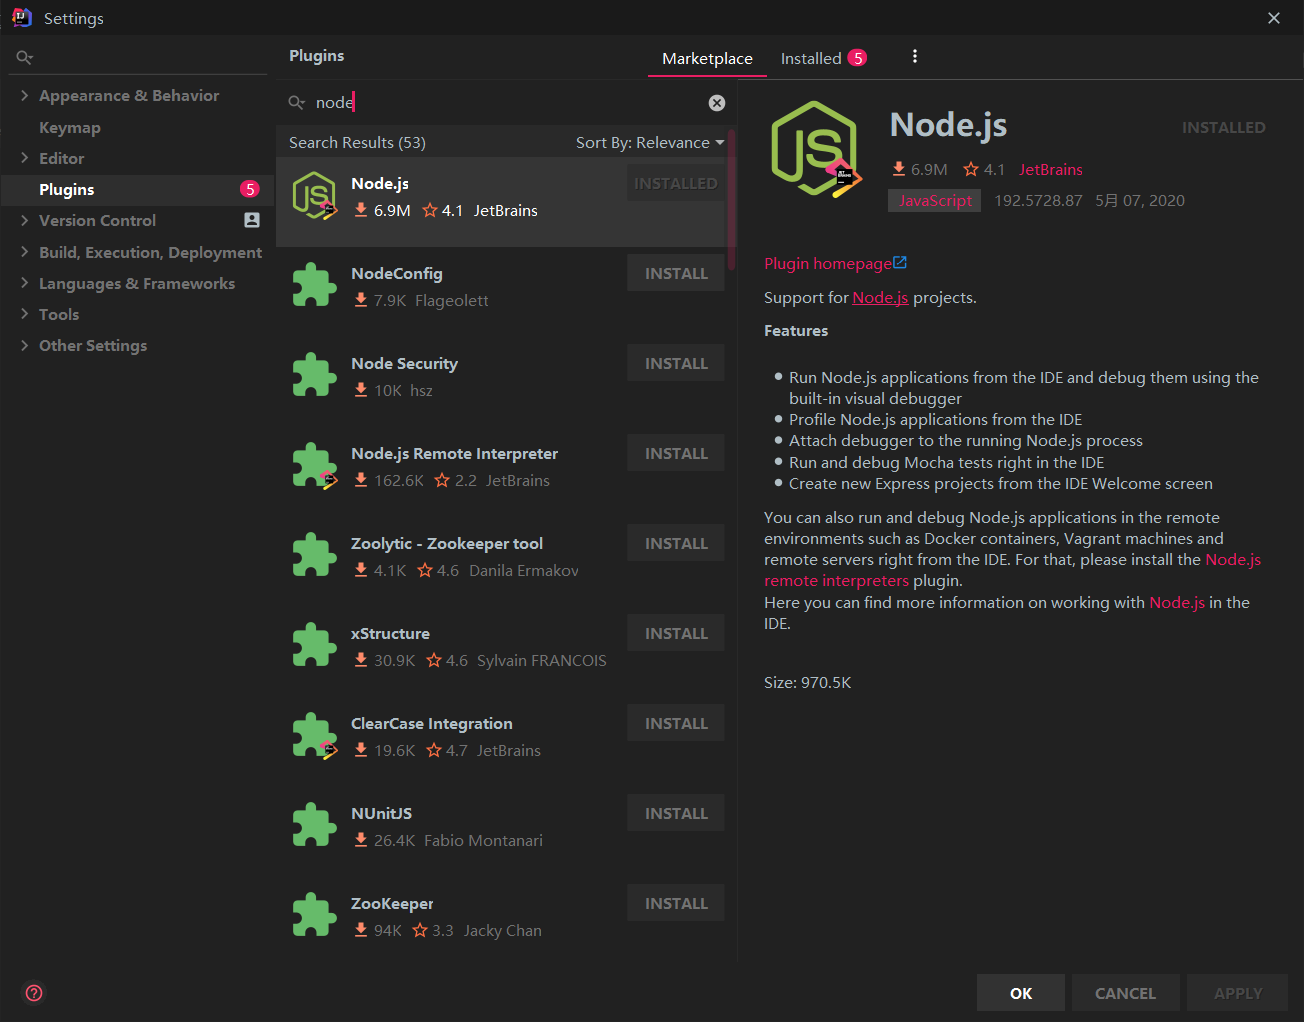 Settings
Appearance & Behavior
Keymap
Editor
Plugins 5
Version Control
Build, Execution, Deployment
Languages & Frameworks
Tools
Other Settings
Plugins
Marketplace
Installed 5
node
Search Results (53)
Sort By: Relevance
Node.js
INSTALLED
6.9M 4.1 JetBrains
NodeConfig
INSTALL
7.9K Flageolett
Node Security
INSTALL
10K hsz
Node.js Remote Interpreter
INSTALL
162.6K 2.2 JetBrains
Zoolytic - Zookeeper tool
INSTALL
4.1K 4.6 Danila Ermakov
xStructure
INSTALL
30.9K 4.6 Sylvain FRANCOIS
ClearCase Integration
INSTALL
19.6K 4.7 JetBrains
NUnitJS
INSTALL
26.4K Fabio Montanari
ZooKeeper
INSTALL
94K 3.3 Jacky Chan
Node.js
INSTALLED
6.9M 4.1 JetBrains
JavaScript 192.5728.87 5月 07, 2020
Plugin homepage
Support for Node.js projects.
Features
Run Node.js applications from the IDE and debug them using the
built-in visual debugger
Profile Node.js applications from the IDE
Attach debugger to the running Node.js process
Run and debug Mocha tests right in the IDE
Create new Express projects from the IDE Welcome screen
You can also run and debug Node.js applications in the remote
environments such as Docker containers, Vagrant machines and
remote servers right from the IDE. For that, please install the Node.js
remote interpreters plugin.
Here you can find more information on working with Node.js in the
IDE.
Size: 970.5K
OK
CANCEL
APPLY